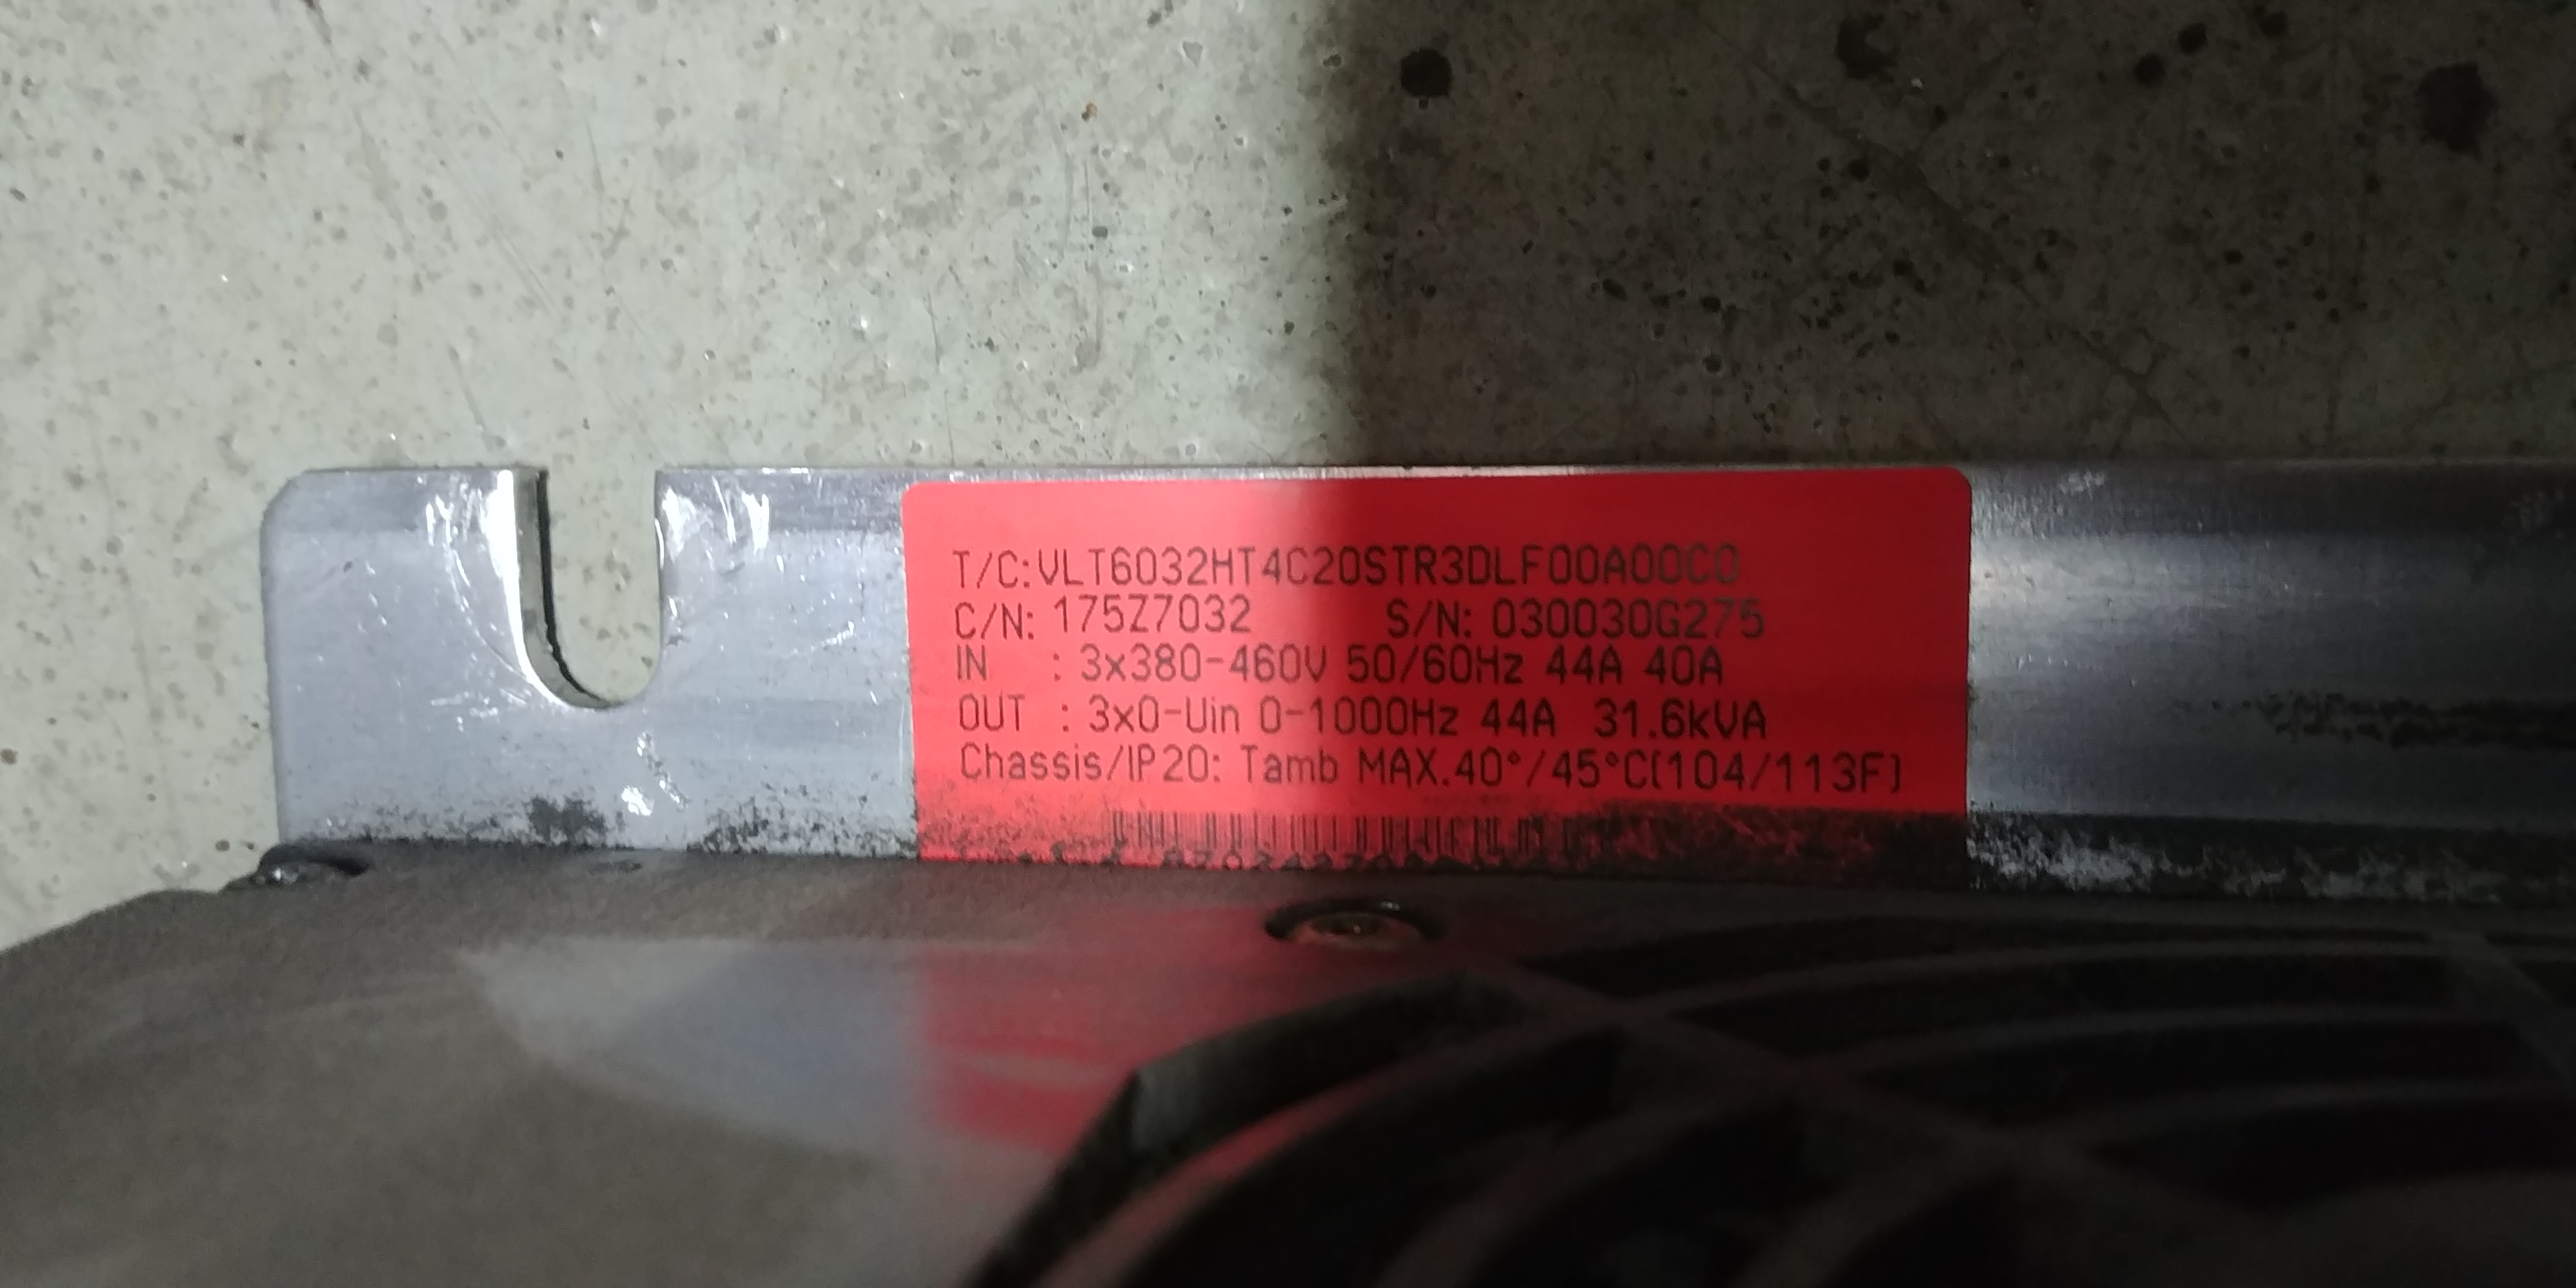 T/C:VLT6032HT4C20STR3DLF00A00C0
C/N: 175Z7032 S/N: 030030G275
IN : 3x380-460V 50/60Hz 44A 40A
OUT : 3x0-Uin 0-1000Hz 44A 31.6kVA
Chassis/IP20: Tamb MAX.40°/45°C(104/113F)